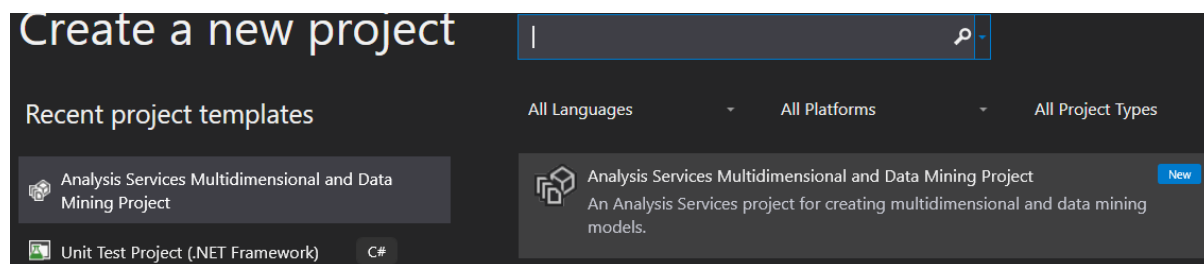 Create a new project
Recent project templates
All Languages
All Platforms
All Project Types
Analysis Services Multidimensional and Data
Mining Project
Unit Test Project (.NET Framework)
C#
Analysis Services Multidimensional and Data Mining Project
New
An Analysis Services project for creating multidimensional and data mining
models.